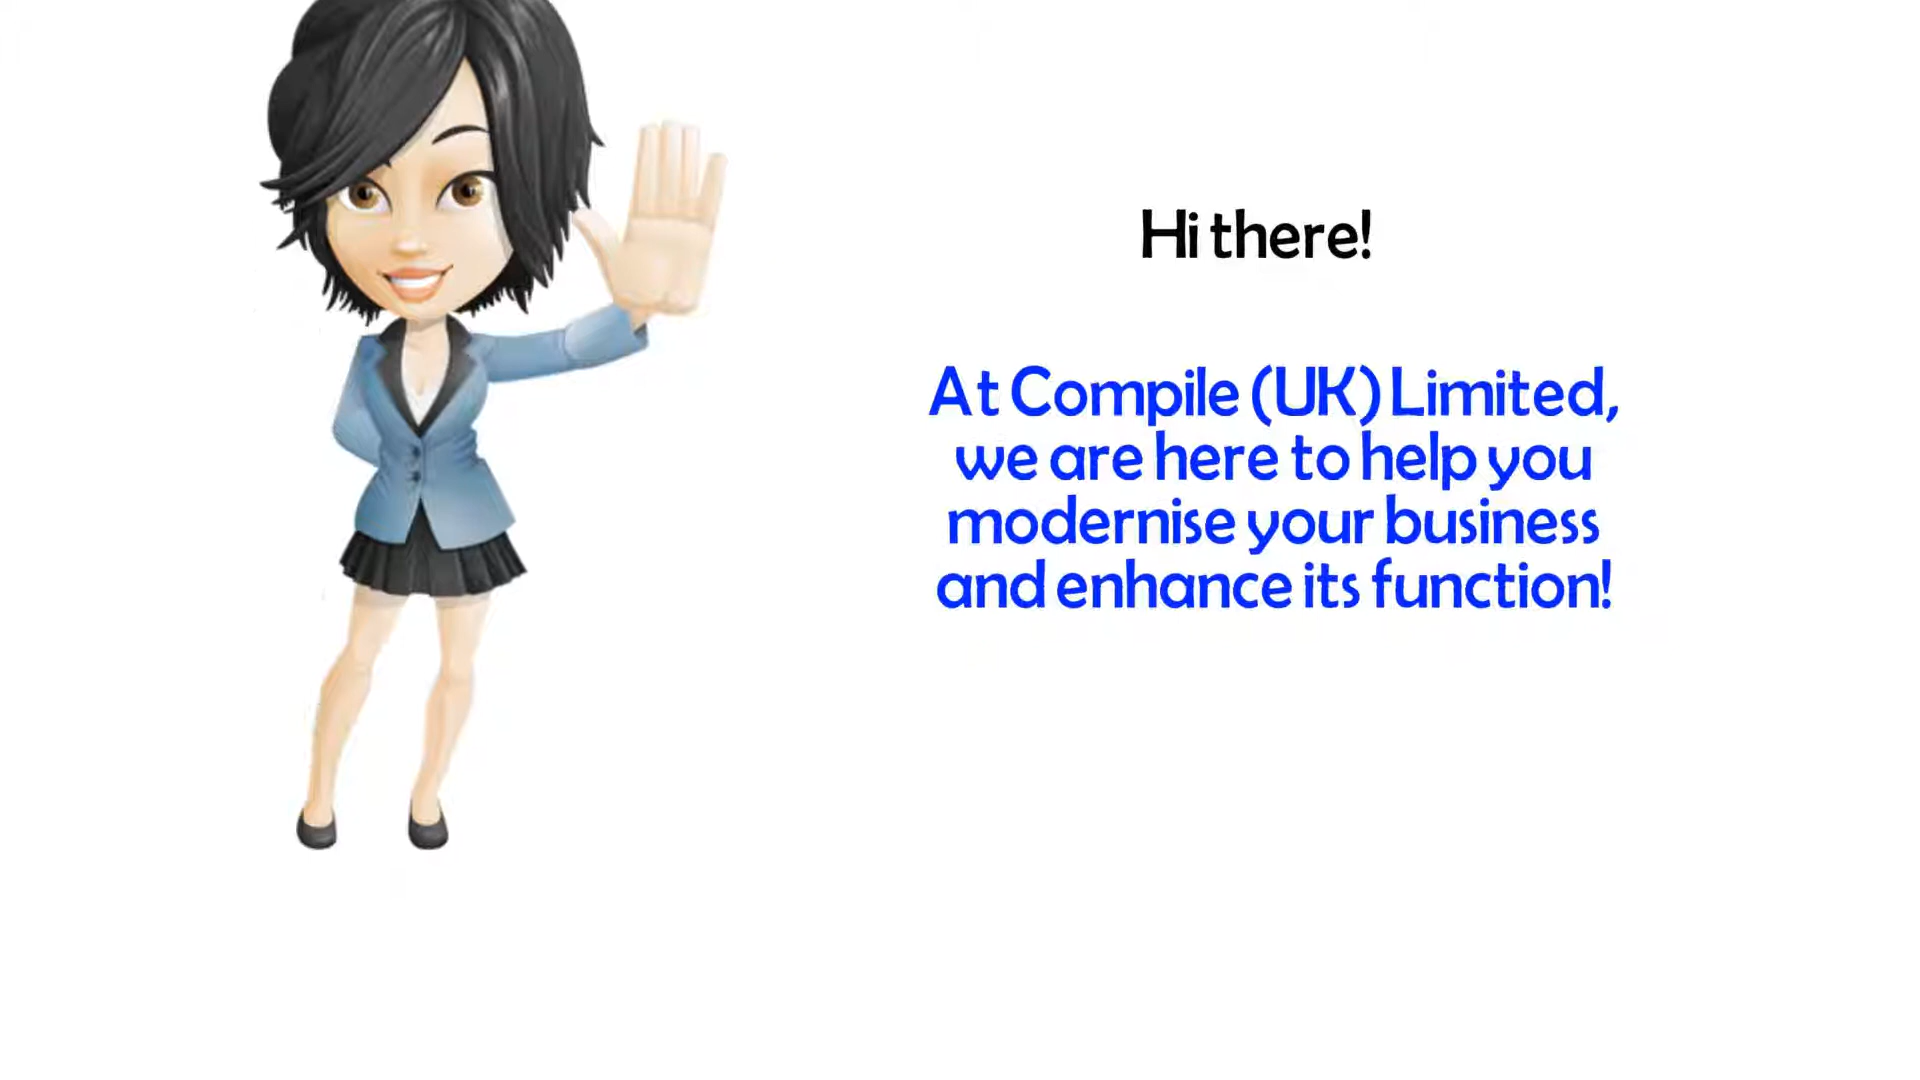 Hi there!
At Compile (UK) Limited,
we are here to help you
modernise your business
and enhance its function!